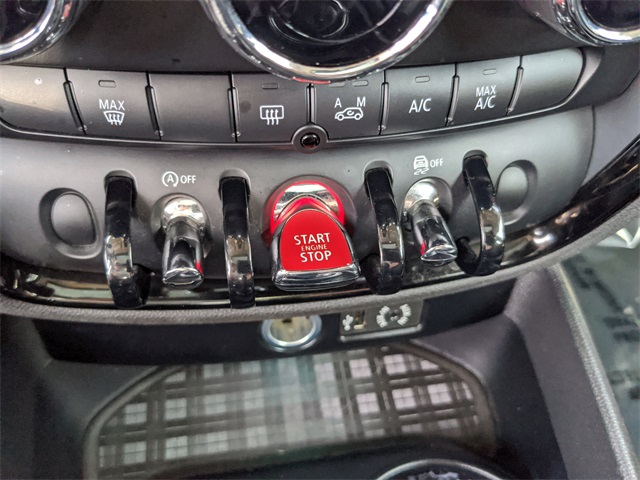 MAX
A M
A/C
MAX
A/C
A OFF
OFF
START
ENGINE
STOP